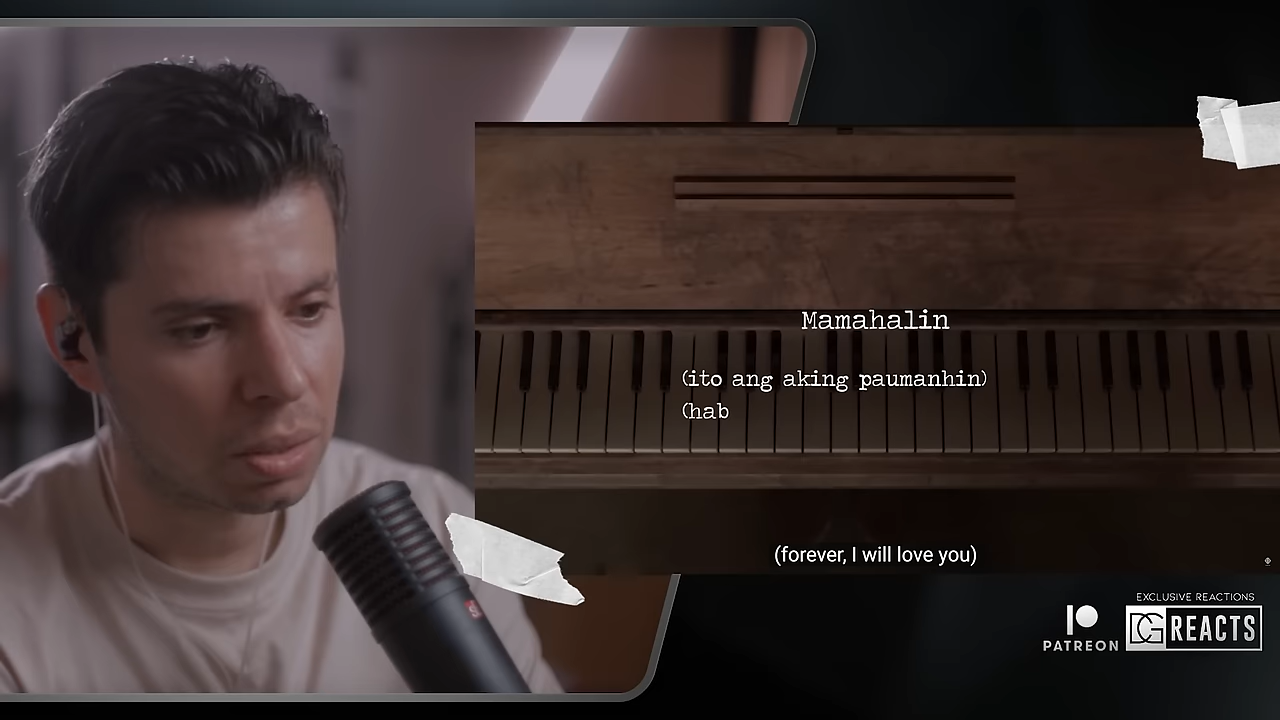 Mamahalin
(ito ang aking paumanhin)
(hab
(forever, I will love you)
EXCLUSIVE REACTIONS
PATREON
DG REACTS